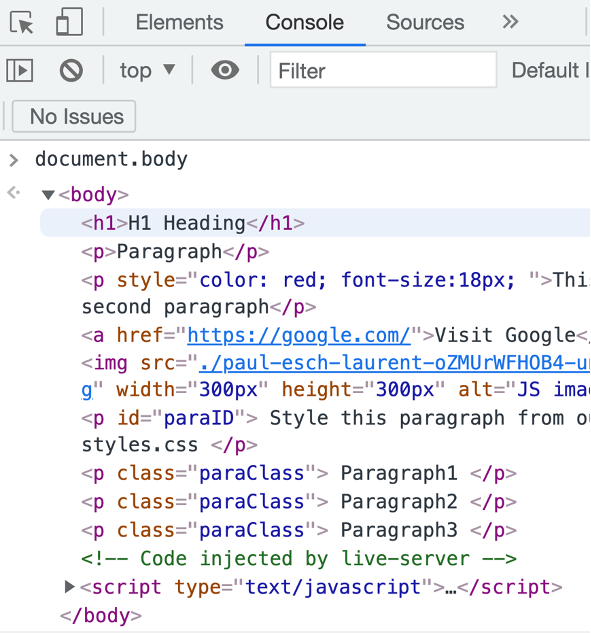 Elements Console Sources
top Filter Default
No Issues
document.body
<body>
<h1>H1 Heading</h1>
<p>Paragraph</p>
<p style="color: red; font-size:18px; ">This
second paragraph</p>
<a href="https://google.com/">Visit Google</
<img src="./paul-esch-laurent-oZMUrWFHOB4-un
g" width="300px" height="300px" alt="JS imag
<p id="paraID"> Style this paragraph from ou
styles.css </p>
<p class="paraClass"> Paragraph1 </p>
<p class="paraClass"> Paragraph2 </p>
<p class="paraClass"> Paragraph3 </p>
<!-- Code injected by live-server -->
<script type="text/javascript">…</script>
</body>